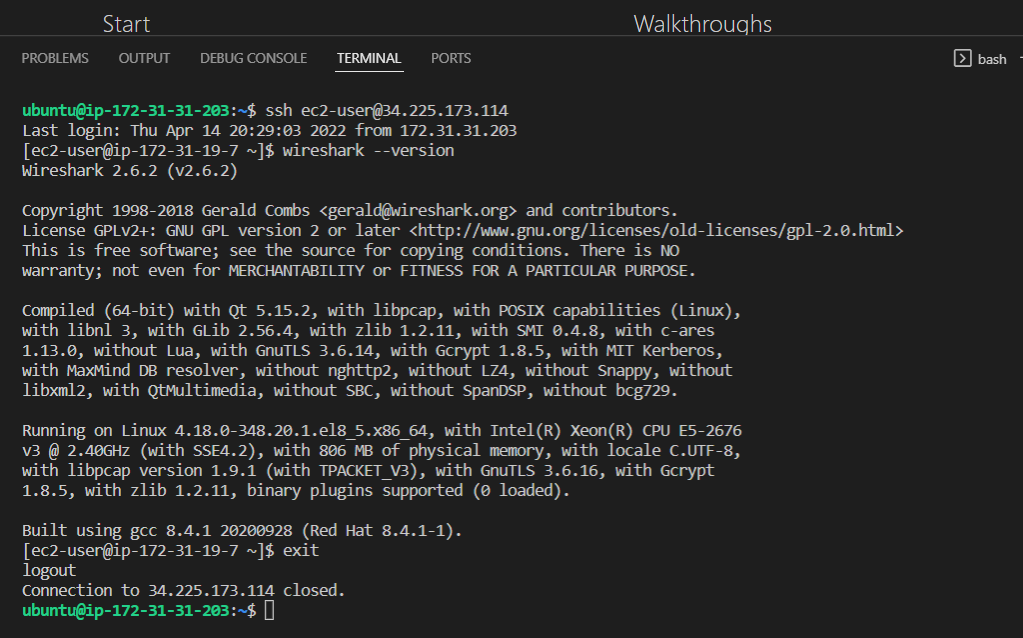 Start Walkthroughs
PROBLEMS OUTPUT DEBUG CONSOLE TERMINAL PORTS bash
ubuntu@ip-172-31-31-203:~$ ssh ec2-user@34.225.173.114
Last login: Thu Apr 14 20:29:03 2022 from 172.31.31.203
[ec2-user@ip-172-31-19-7 ~]$ wireshark --version
Wireshark 2.6.2 (v2.6.2)
Copyright 1998-2018 Gerald Combs <gerald@wireshark.org> and contributors.
License GPLv2+: GNU GPL version 2 or later <http://www.gnu.org/licenses/old-licenses/gpl-2.0.html>
This is free software; see the source for copying conditions. There is NO
warranty; not even for MERCHANTABILITY or FITNESS FOR A PARTICULAR PURPOSE.
Compiled (64-bit) with Qt 5.15.2, with libpcap, with POSIX capabilities (Linux),
with libnl 3, with GLib 2.56.4, with zlib 1.2.11, with SMI 0.4.8, with c-ares
1.13.0, without Lua, with GnuTLS 3.6.14, with Gcrypt 1.8.5, with MIT Kerberos,
with MaxMind DB resolver, without nghttp2, without LZ4, without Snappy, without
libxml2, with QtMultimedia, without SBC, without SpanDSP, without bcg729.
Running on Linux 4.18.0-348.20.1.el8_5.x86_64, with Intel(R) Xeon(R) CPU E5-2676
v3 @ 2.40GHz (with SSE4.2), with 806 MB of physical memory, with locale C.UTF-8,
with libpcap version 1.9.1 (with TPACKET_V3), with GnuTLS 3.6.16, with Gcrypt
1.8.5, with zlib 1.2.11, binary plugins supported (0 loaded).
Built using gcc 8.4.1 20200928 (Red Hat 8.4.1-1).
[ec2-user@ip-172-31-19-7 ~]$ exit
logout
Connection to 34.225.173.114 closed.
ubuntu@ip-172-31-31-203:~$